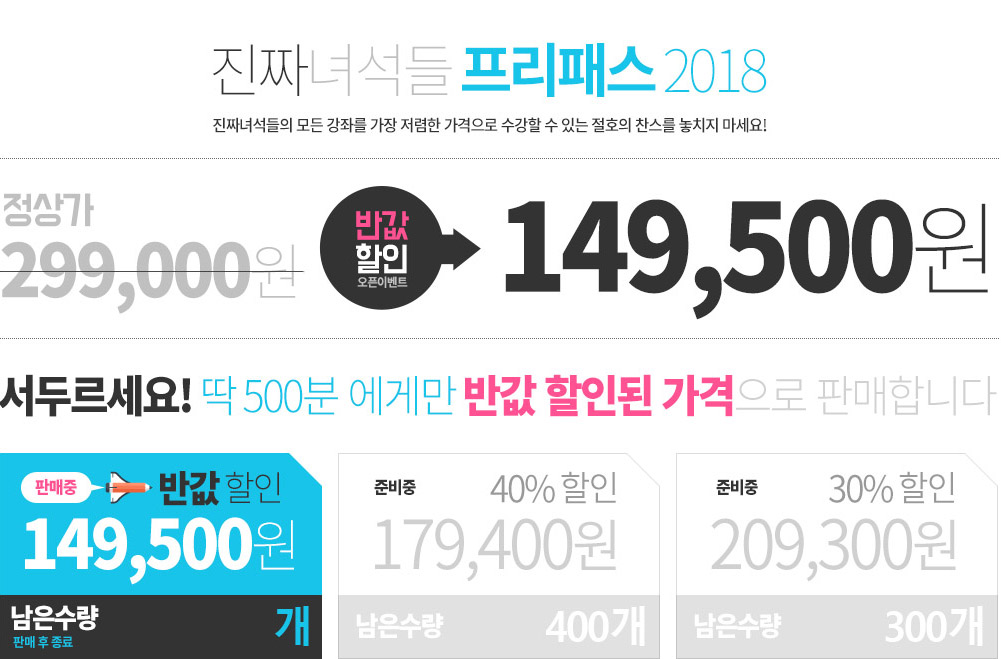 진짜녀석들 프리패스 2018
진짜녀석들의 모든 강좌를 가장 저렴한 가격으로 수강할 수 있는 절호의 찬스를 놓치지 마세요!
정상가
299,000원
반값
할인
오픈이벤트
149,500원
서두르세요! 딱 500분 에게만 반값 할인된 가격으로 판매합니다
판매중 반값 할인
149,500원
남은수량 개
판매 후 종료
준비중 40% 할인
179,400원
남은수량 400개
준비중 30% 할인
209,300원
남은수량 300개